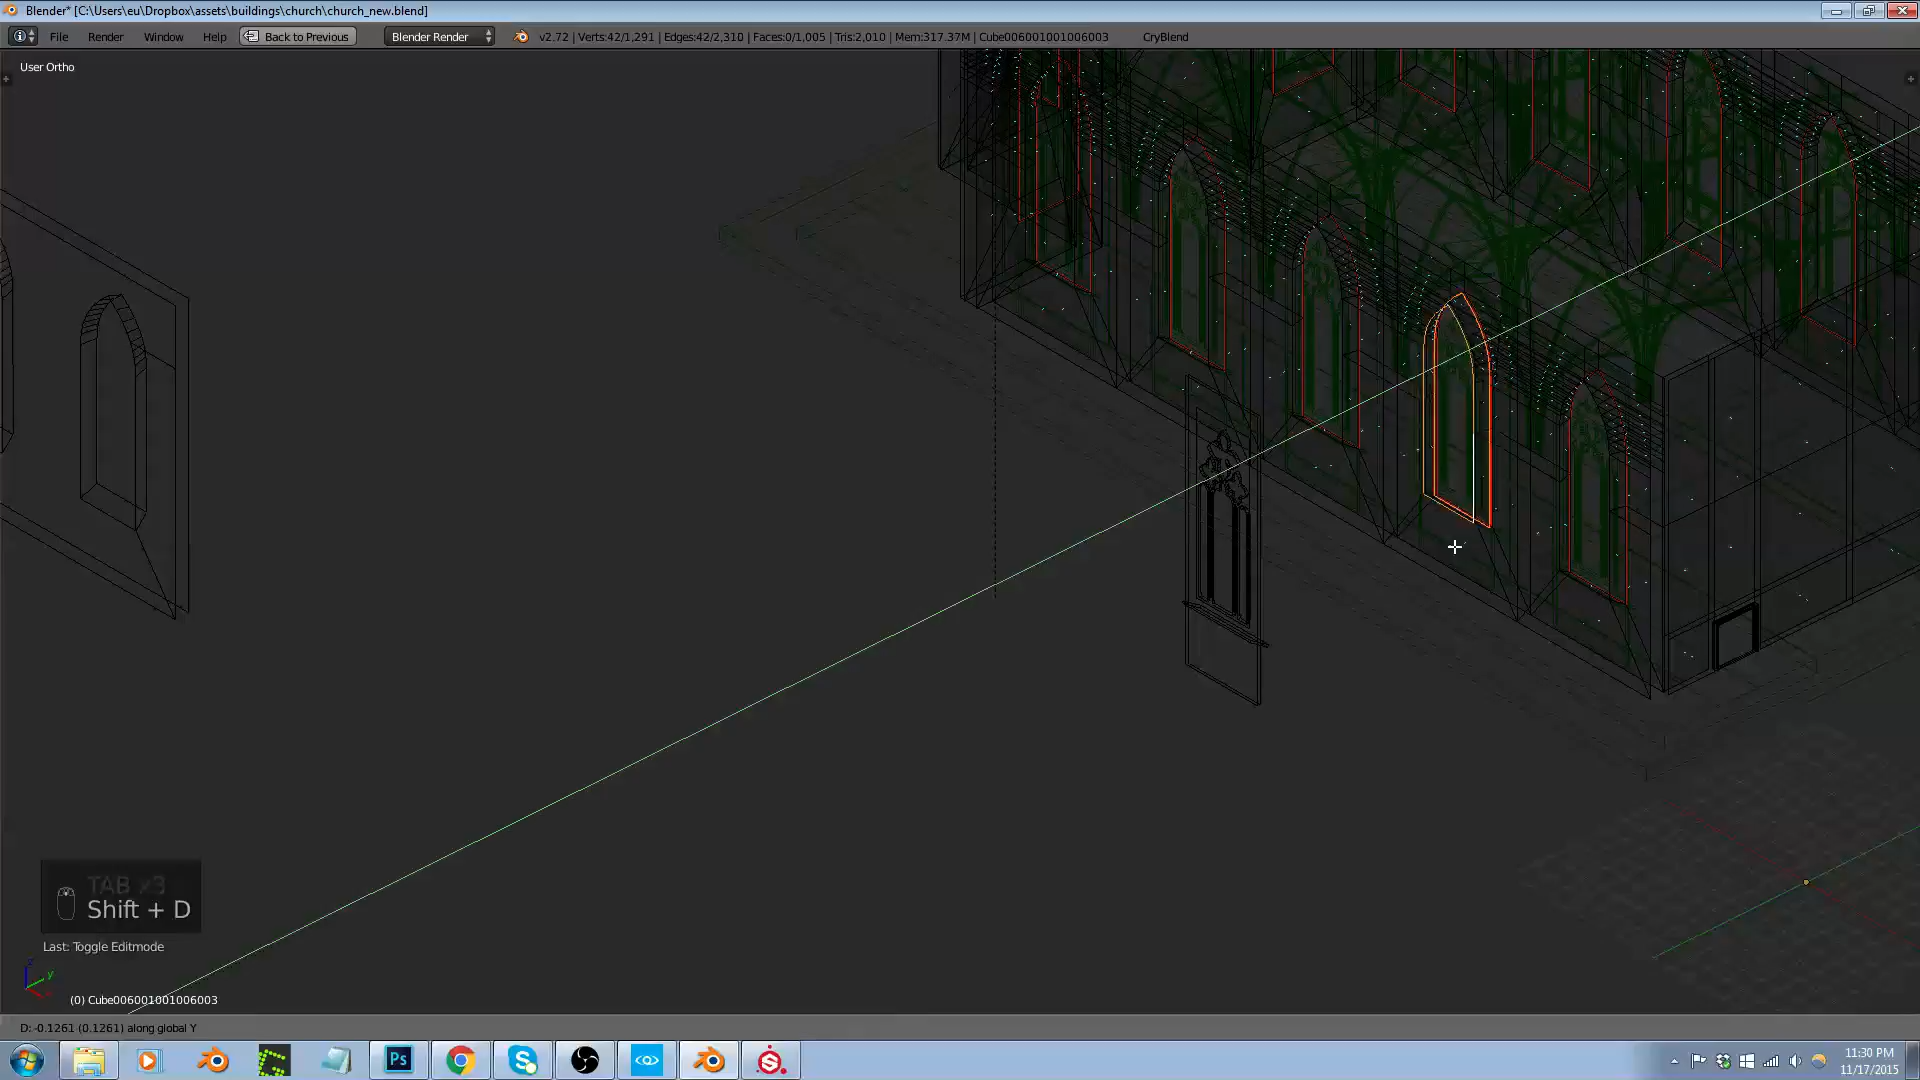 Blender* [C:\Users\eu\Dropbox\assets\buildings\church\church_new.blend]
File Render Window Help Back to Previous Blender Render v2.72 | Verts:42/1,291 | Edges:42/2,310 | Faces:0/1,005 | Tris:2,010 | Mem:317.37M | Cube006001001006003 CryBlend
User Ortho
TAB x3
Shift + D
Last: Toggle Editmode
y
(0) Cube006001001006003
D: -0.1261 (0.1261) along global Y
Ps
11:30 PM
11/17/2015